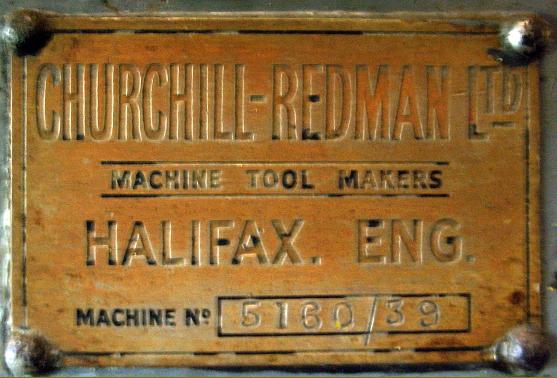 CHURCHILL-REDMAN LTD
MACHINE TOOL MAKERS
HALIFAX. ENG.
MACHINE Nº 5160/39